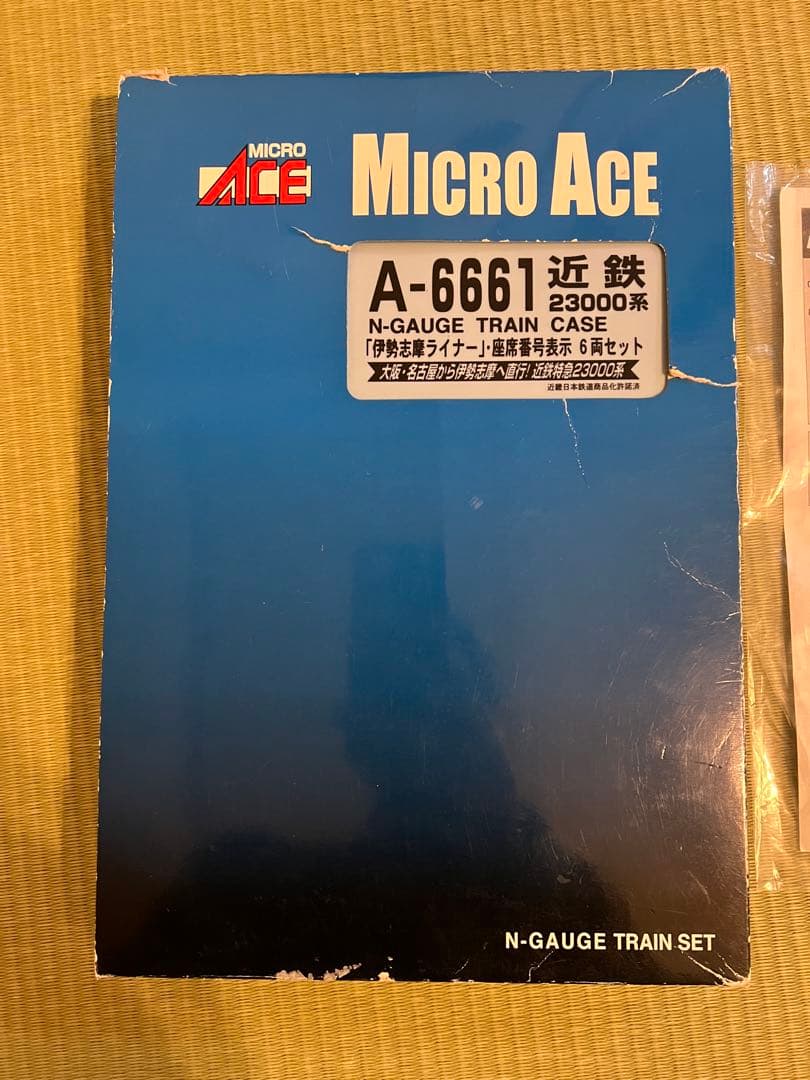 MICRO
ACE
MICRO ACE
A-6661 近鉄
23000系
N-GAUGE TRAIN CASE
「伊勢志摩ライナー」・座席番号表示 6両セット
大阪・名古屋から伊勢志摩へ直行!近鉄特急23000系
近畿日本鉄道商品化許諾済
N-GAUGE TRAIN SET